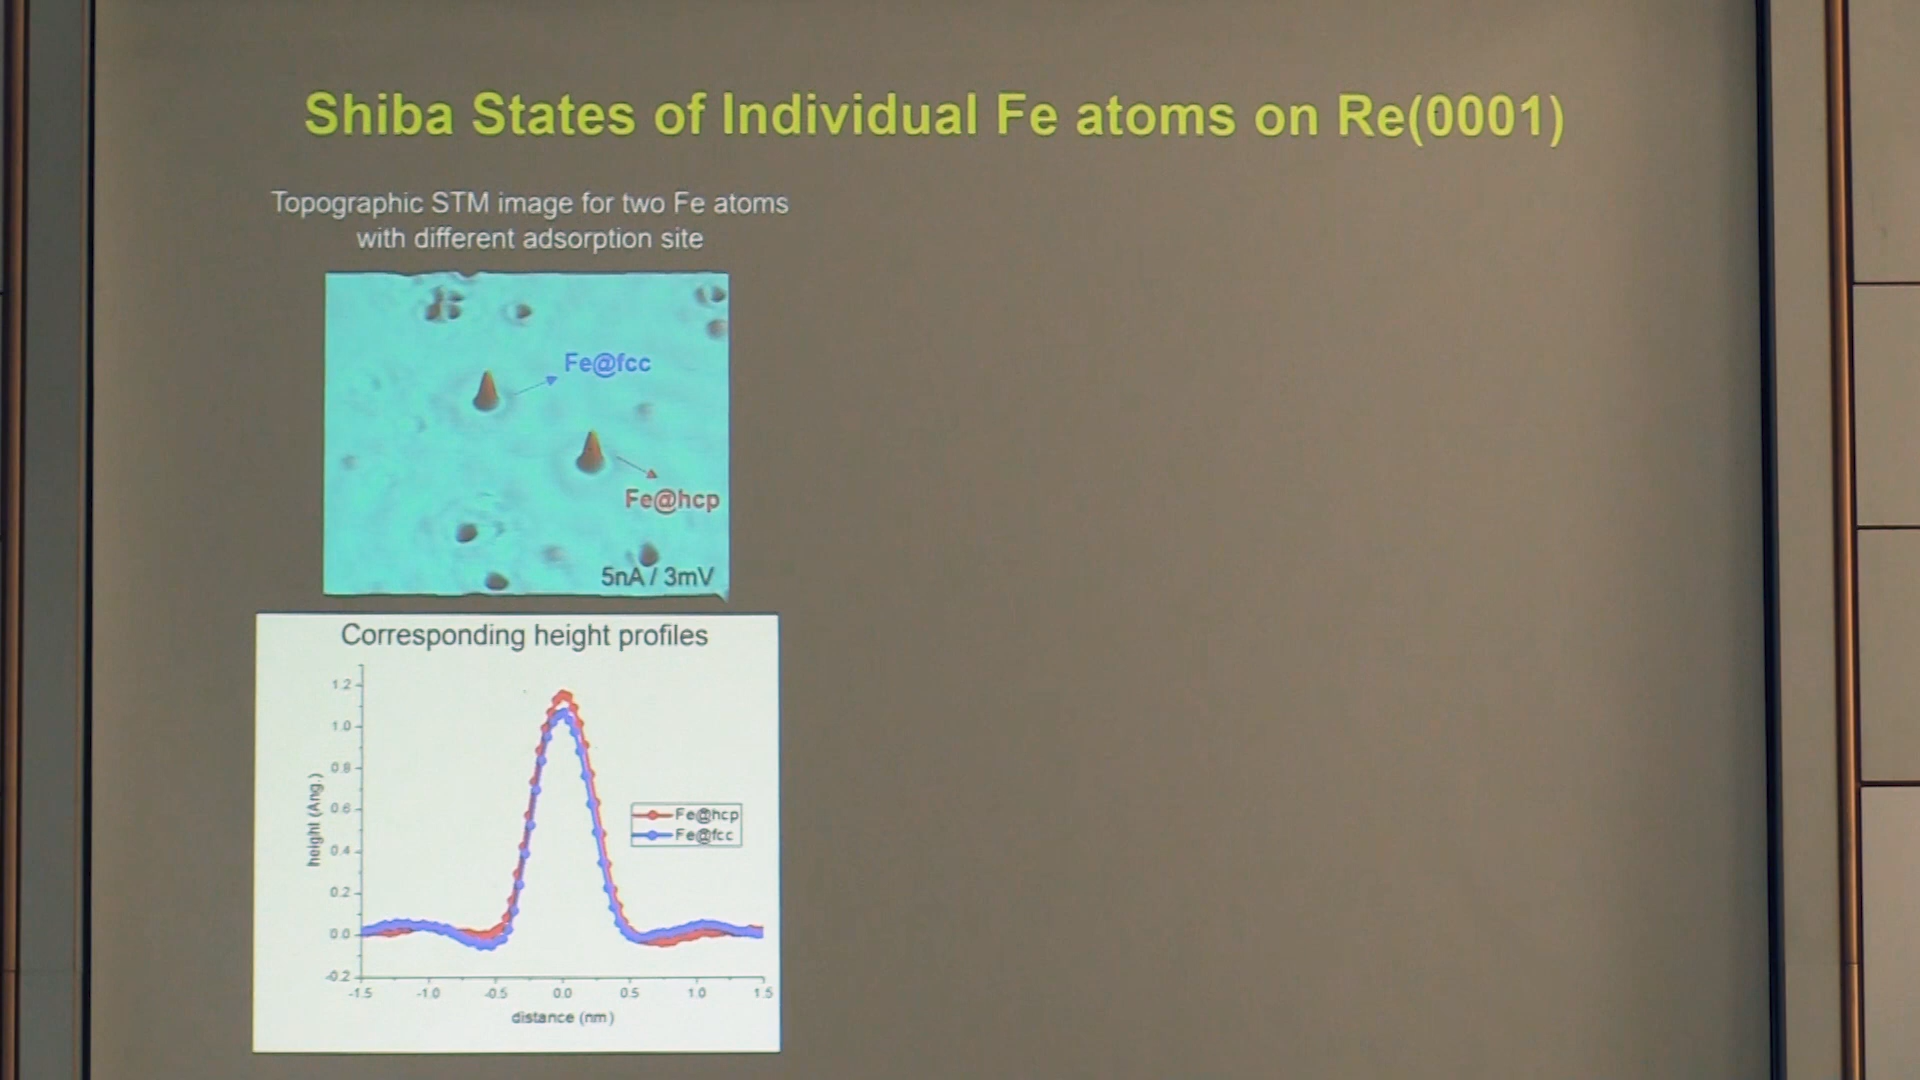 Shiba States of Individual Fe atoms on Re(0001)
Topographic STM image for two Fe atoms
with different adsorption site
Fe@fcc
Fe@hcp
5nA / 3mV
Corresponding height profiles
1.2
1.0
0.8
0.6
0.4
0.2
0.0
-0.2
height (Ang.)
Fe@hcp
Fe@fcc
-1.5 -1.0 -0.5 0.0 0.5 1.0 1.5
distance (nm)